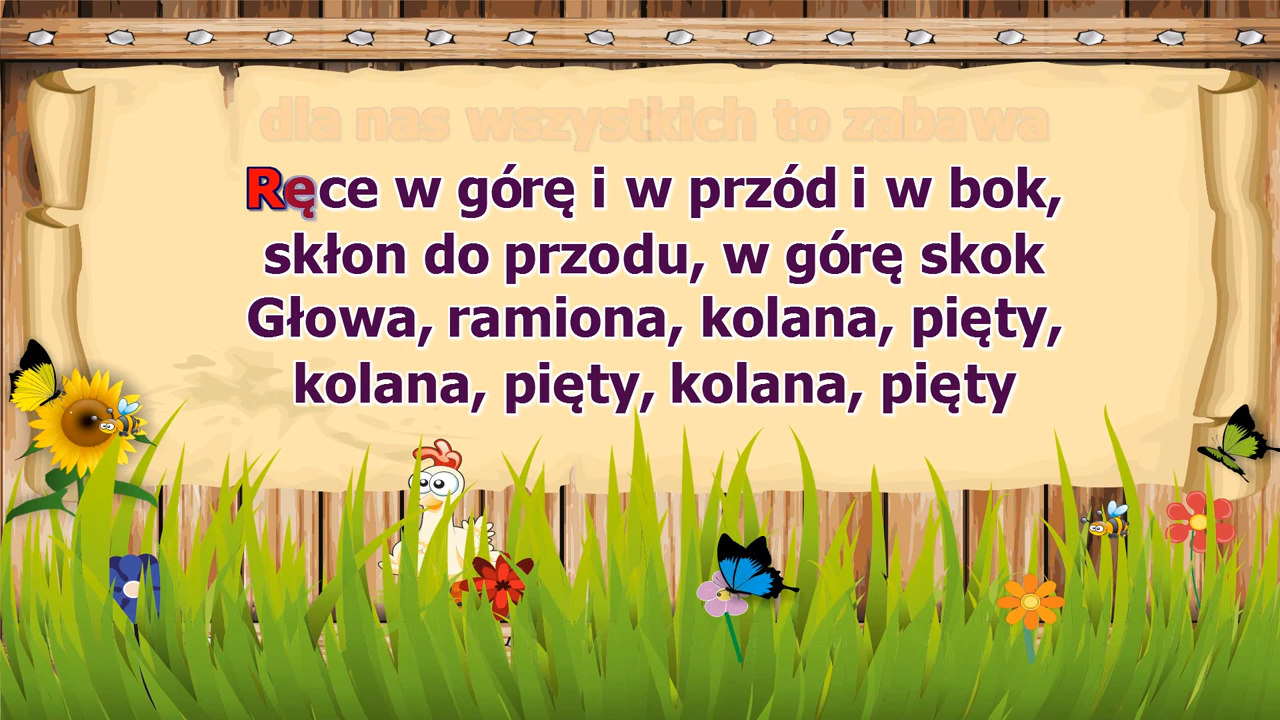 dla nas wszystkich to zabawa
Ręce w górę i w przód i w bok,
skłon do przodu, w górę skok
Głowa, ramiona, kolana, pięty,
kolana, pięty, kolana, pięty